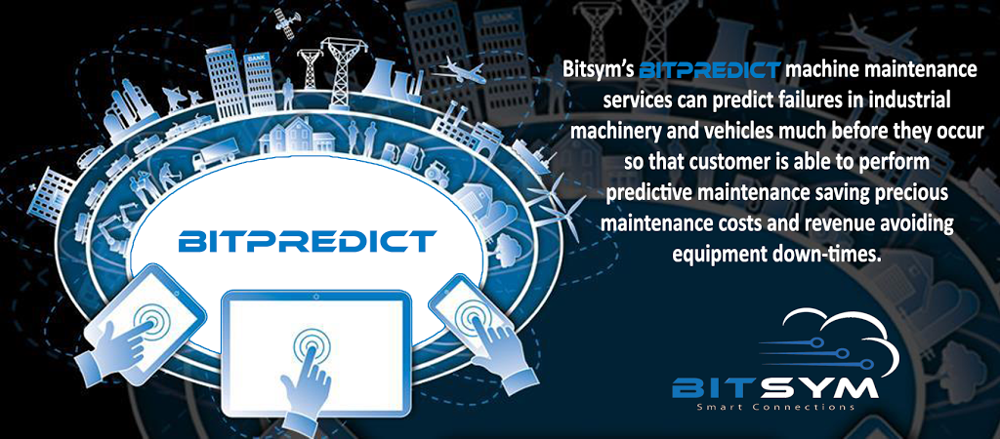 BANK
BANK
BITPREDICT
Bitsym's BITPREDICT machine maintenance
services can predict failures in industrial
machinery and vehicles much before they occur
so that customer is able to perform
predictive maintenance saving precious
maintenance costs and revenue avoiding
equipment down-times.
BITSYM
Smart Connections